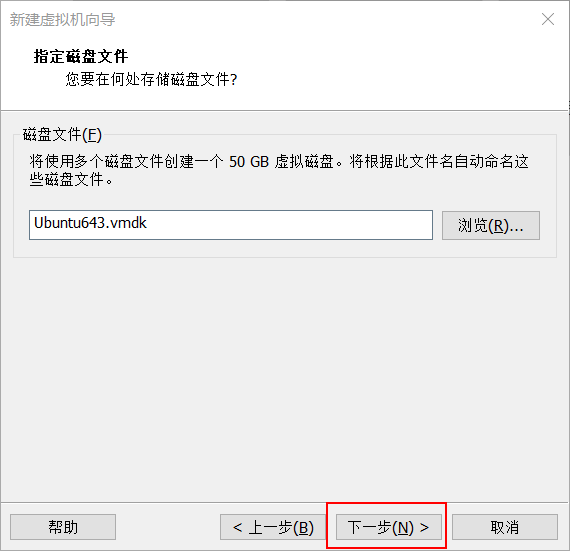 新建虚拟机向导
指定磁盘文件
您要在何处存储磁盘文件?
磁盘文件(F)
将使用多个磁盘文件创建一个 50 GB 虚拟磁盘。将根据此文件名自动命名这
些磁盘文件。
Ubuntu643.vmdk
浏览(R)...
帮助
< 上一步(B)
下一步(N) >
取消